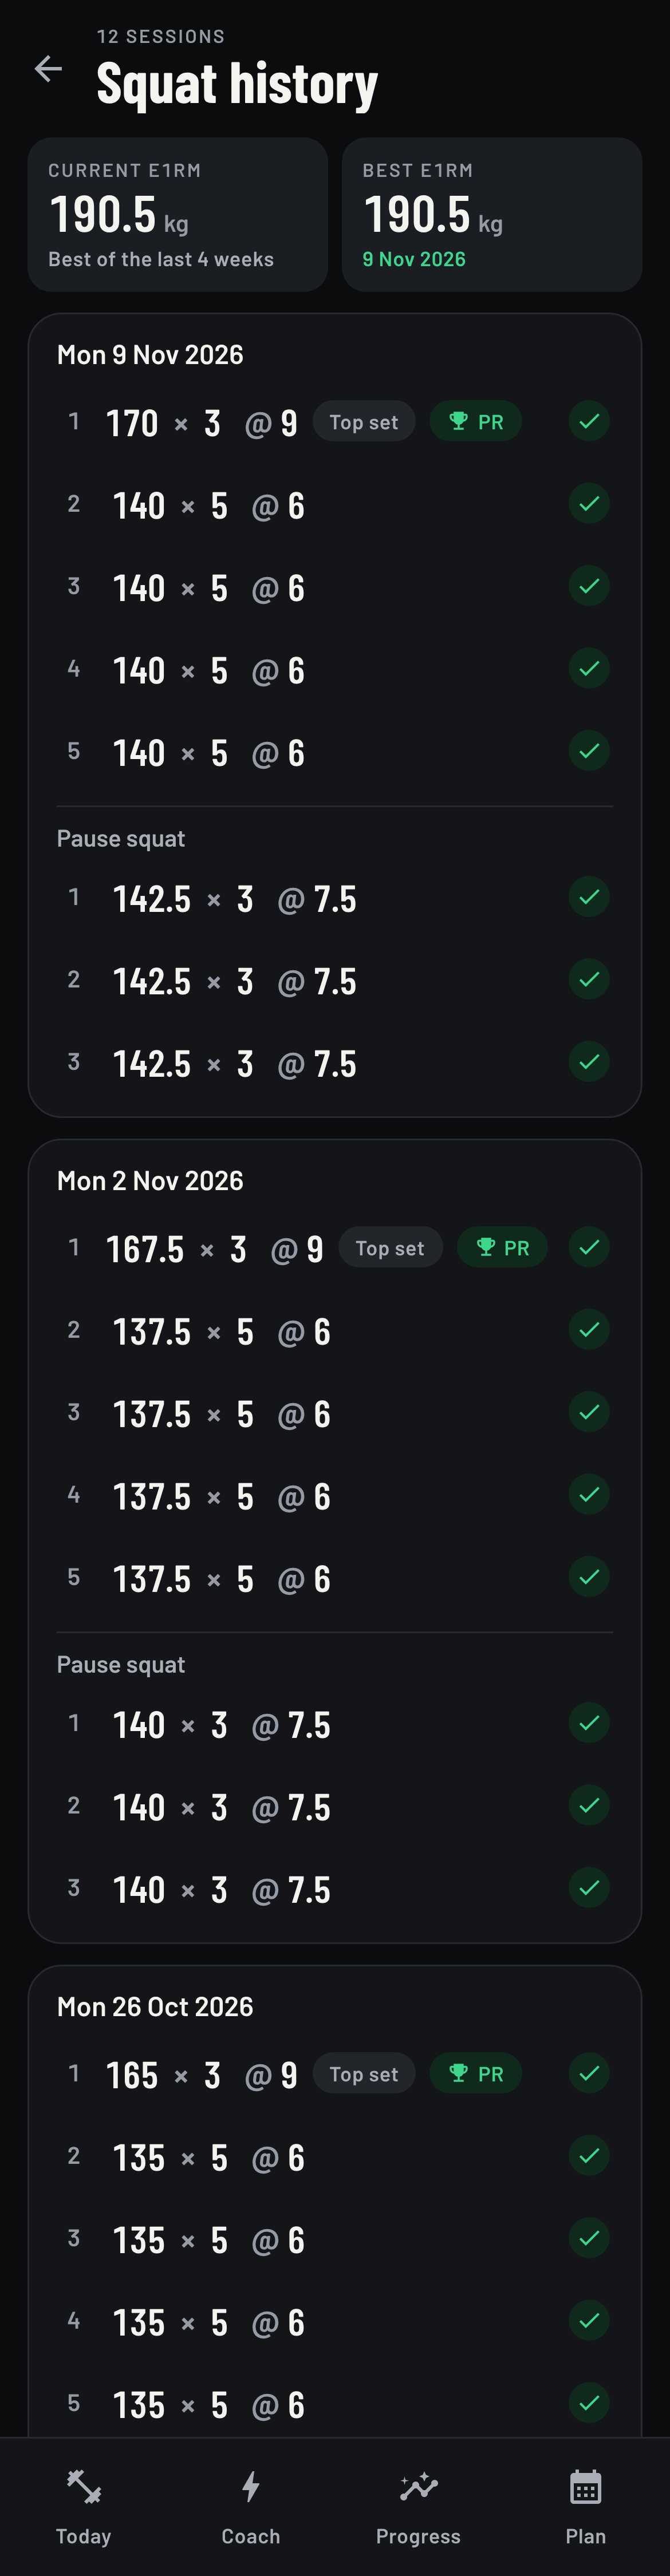 12 SESSIONS
Squat history
CURRENT E1RM
190.5 kg
Best of the last 4 weeks
BEST E1RM
190.5 kg
9 Nov 2026
Mon 9 Nov 2026
1 170 × 3 @ 9 Top set PR
2 140 × 5 @ 6
3 140 × 5 @ 6
4 140 × 5 @ 6
5 140 × 5 @ 6
Pause squat
1 142.5 × 3 @ 7.5
2 142.5 × 3 @ 7.5
3 142.5 × 3 @ 7.5
Mon 2 Nov 2026
1 167.5 × 3 @ 9 Top set PR
2 137.5 × 5 @ 6
3 137.5 × 5 @ 6
4 137.5 × 5 @ 6
5 137.5 × 5 @ 6
Pause squat
1 140 × 3 @ 7.5
2 140 × 3 @ 7.5
3 140 × 3 @ 7.5
Mon 26 Oct 2026
1 165 × 3 @ 9 Top set PR
2 135 × 5 @ 6
3 135 × 5 @ 6
4 135 × 5 @ 6
5 135 × 5 @ 6
Today Coach Progress Plan